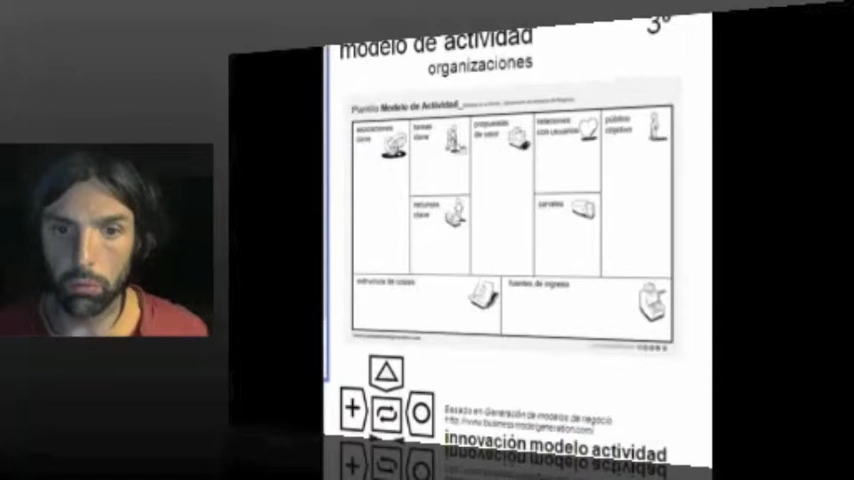 modelo de actividad
3º
organizaciones
Plantilla Modelo de Actividad
asociaciones clave
tareas clave
propuestas de valor
relaciones con usuarios
público objetivo
recursos clave
canales
estructura de costes
fuentes de ingreso
Basado en Generación de modelos de negocio
http://www.businessmodelgeneration.com/
innovación modelo actividad